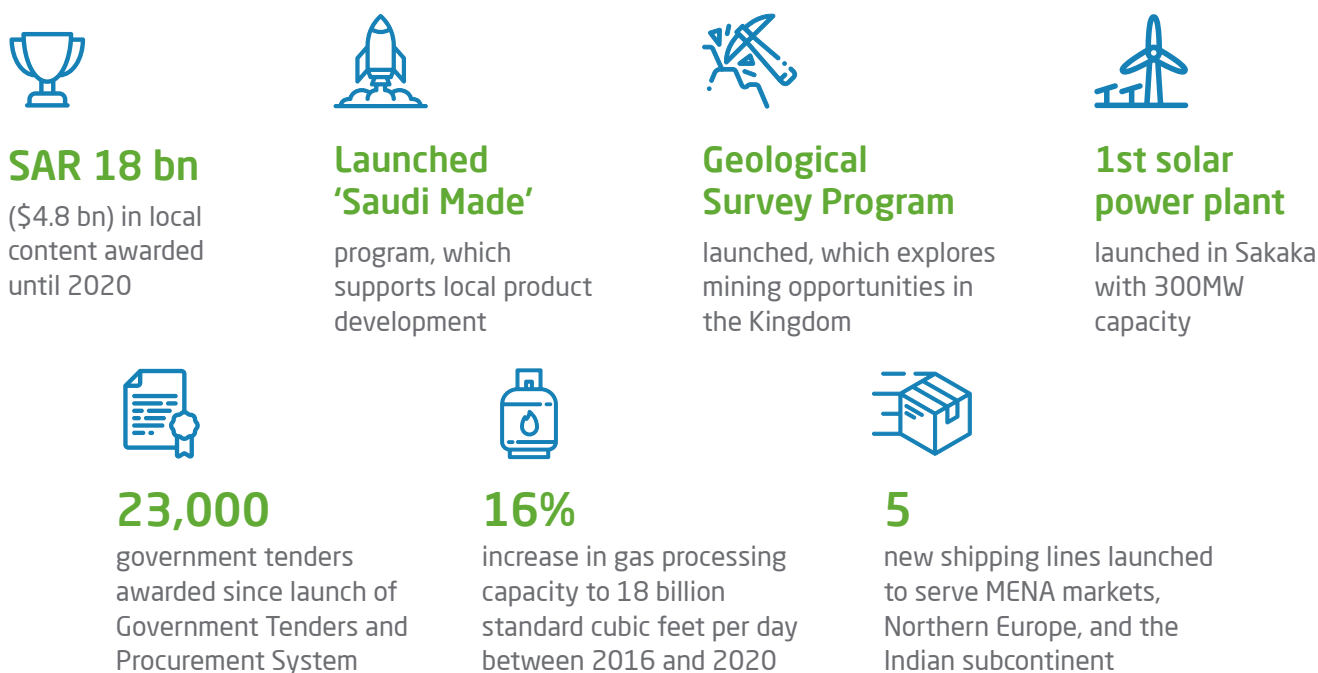 SAR 18 bn
($4.8 bn) in local
content awarded
until 2020
Launched
‘Saudi Made’
program, which
supports local product
development
Geological
Survey Program
launched, which explores
mining opportunities in
the Kingdom
1st solar
power plant
launched in Sakaka
with 300MW
capacity
23,000
government tenders
awarded since launch of
Government Tenders and
Procurement System
16%
increase in gas processing
capacity to 18 billion
standard cubic feet per day
between 2016 and 2020
5
new shipping lines launched
to serve MENA markets,
Northern Europe, and the
Indian subcontinent